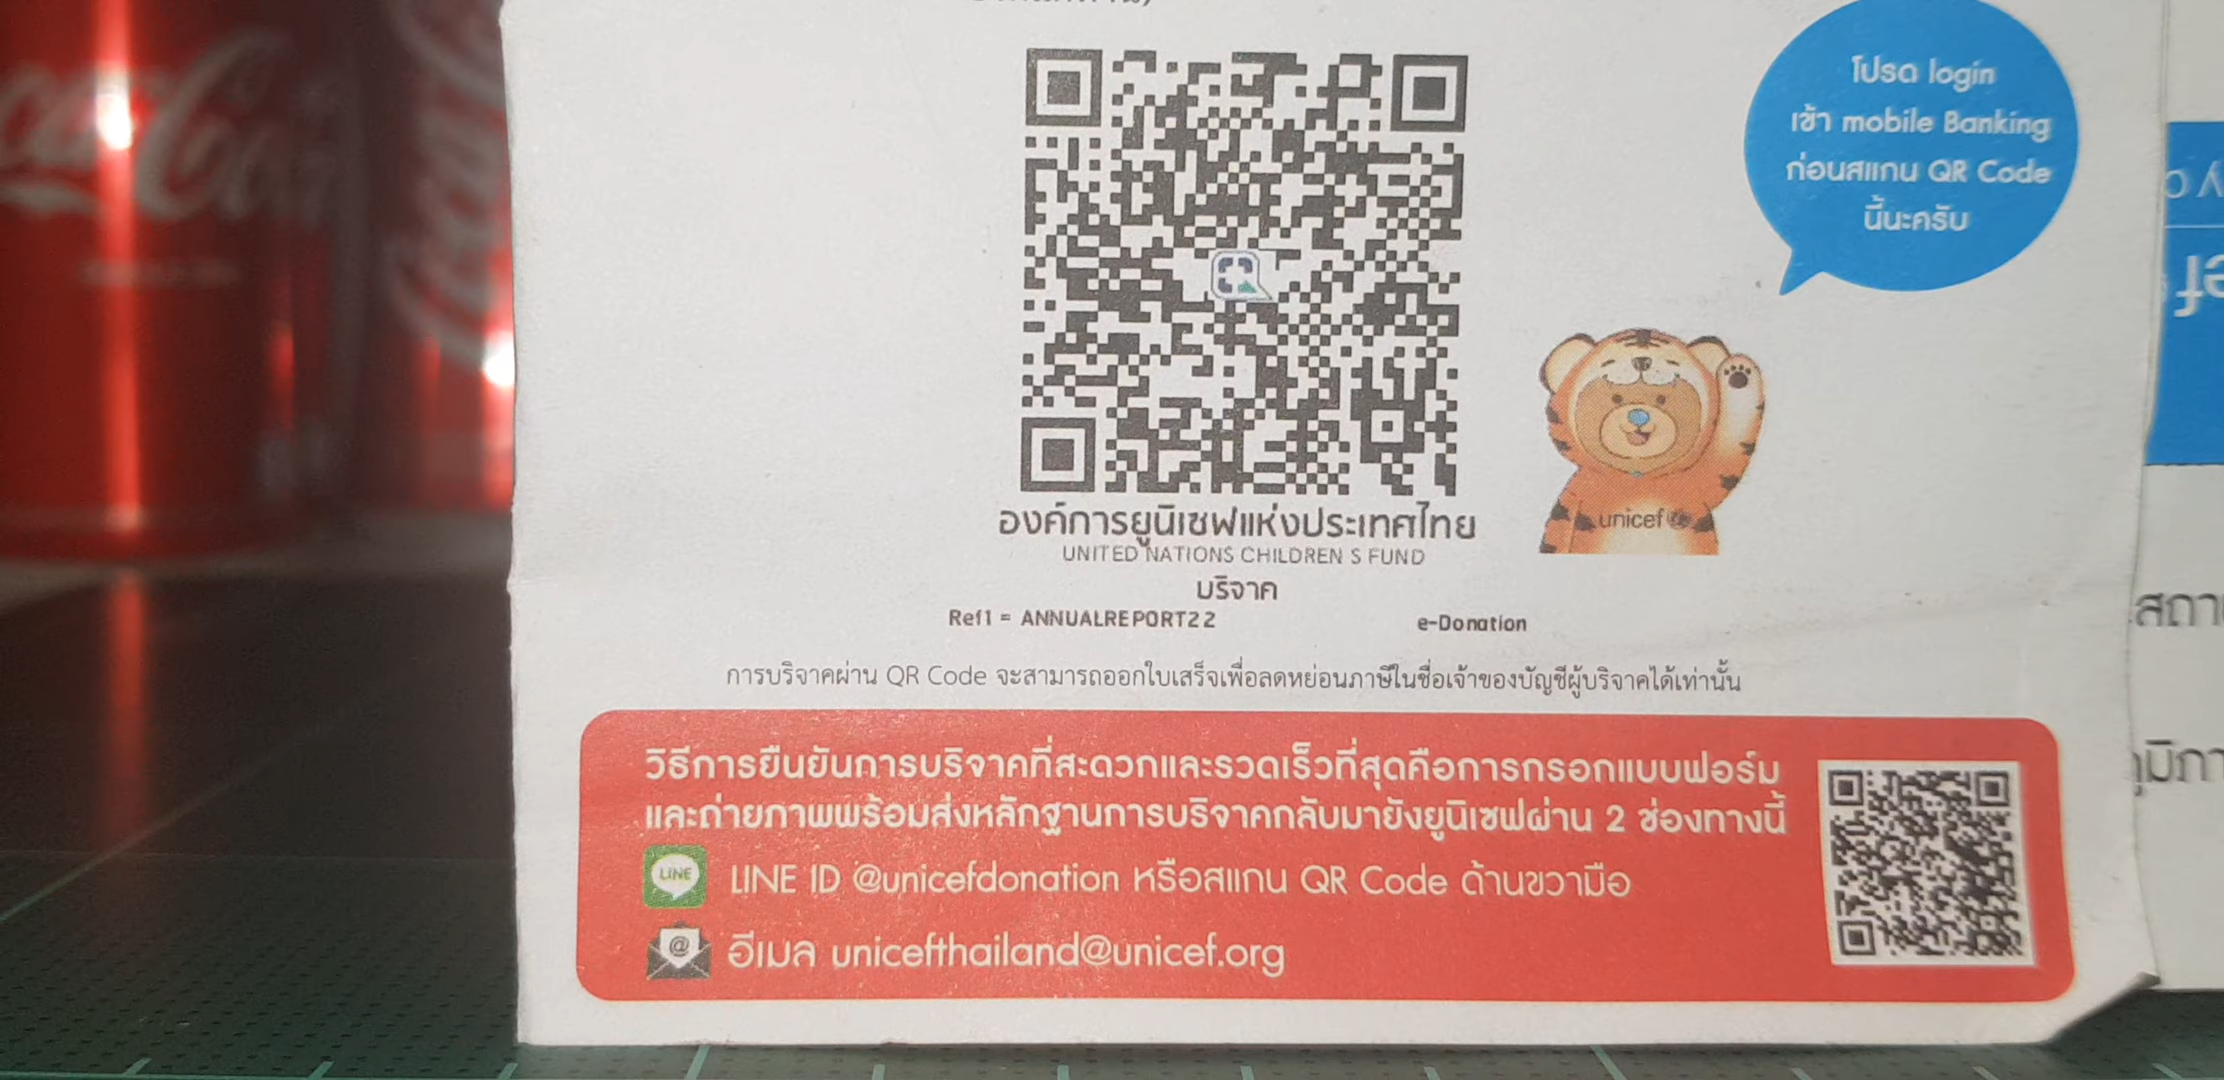 โปรด login
เข้า mobile Banking
ก่อนสแกน QR Code
นี้นะครับ
unicef
องค์การยูนิเซฟแห่งประเทศไทย
UNITED NATIONS CHILDREN S FUND
บริจาค
Ref1 = ANNUALREPORT22
e-Donation
การบริจาคผ่าน QR Code จะสามารถออกใบเสร็จเพื่อลดหย่อนภาษีในชื่อเจ้าของบัญชีผู้บริจาคได้เท่านั้น
วิธีการยืนยันการบริจาคที่สะดวกและรวดเร็วที่สุดคือการกรอกแบบฟอร์ม
และถ่ายภาพพร้อมส่งหลักฐานการบริจาคกลับมายังยูนิเซฟผ่าน 2 ช่องทางนี้
LINE
LINE ID @unicefdonation หรือสแกน QR Code ด้านขวามือ
@
อีเมล unicefthailand@unicef.org